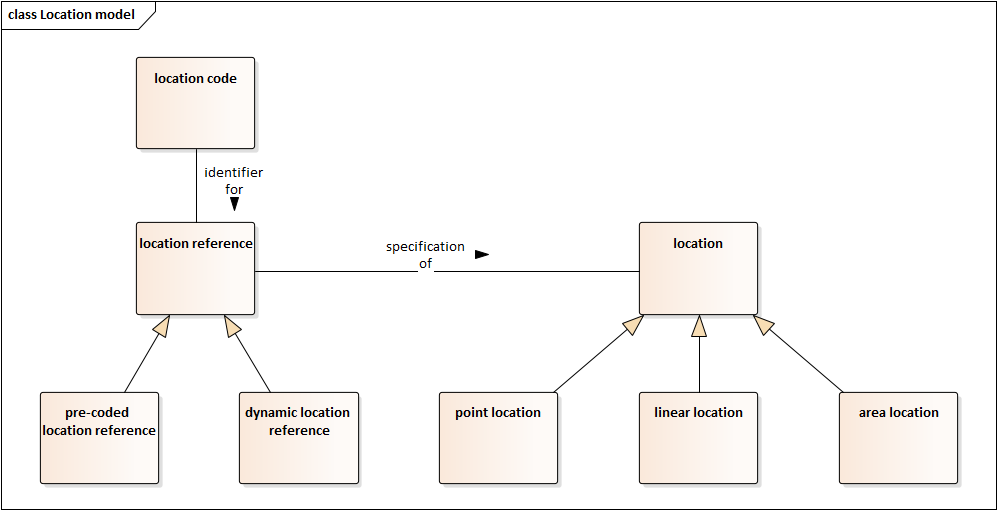 class Location model
location code
identifier
for
location reference
specification
of
location
pre-coded
location reference
dynamic location
reference
point location
linear location
area location